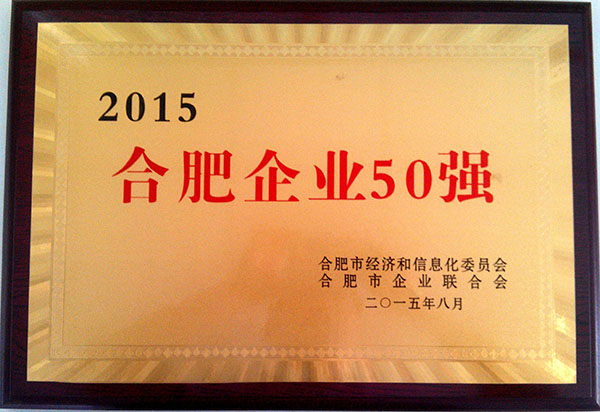 2015
合肥企业50强
合肥市经济和信息化委员会
合肥市企业联合会
二〇一五年八月